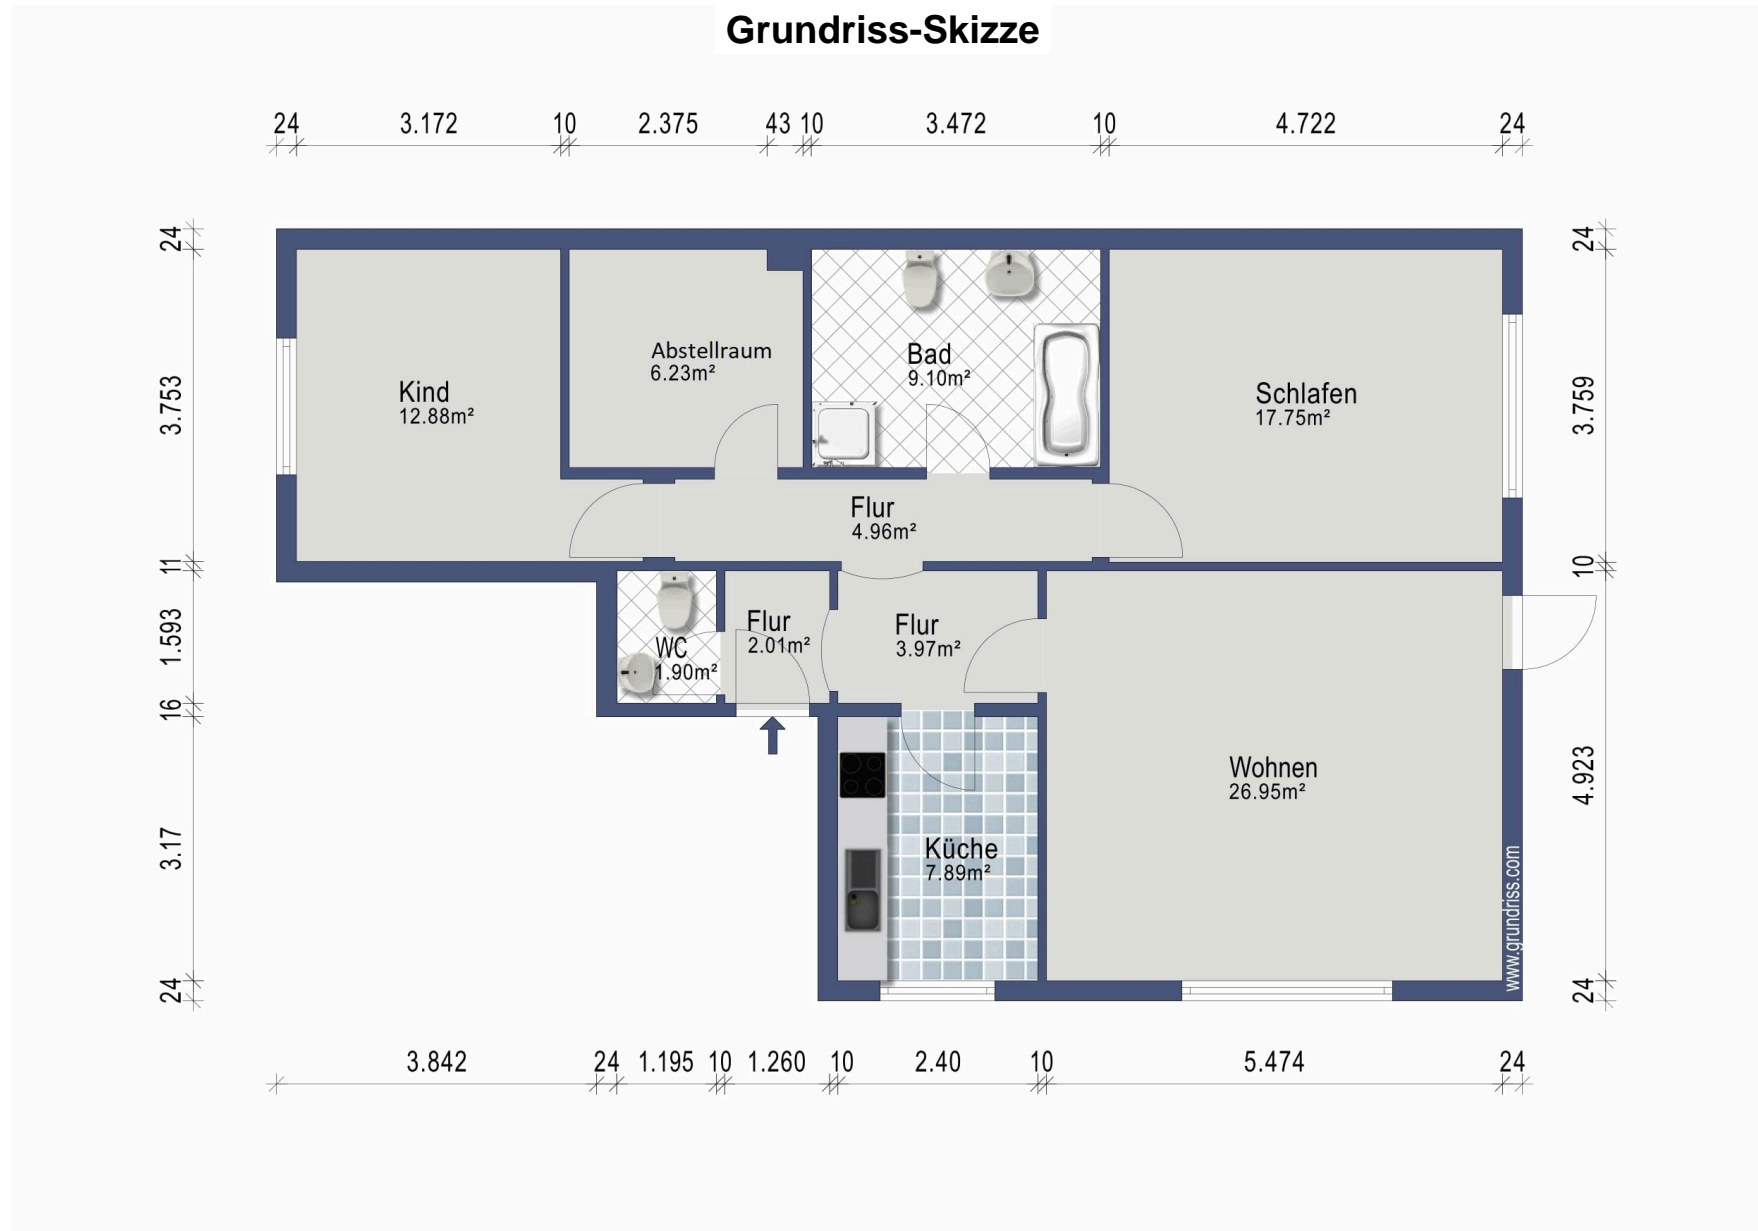 Grundriss-Skizze
24 3.172 10 2.375 43 10 3.472 10 4.722 24
24
3.753
11
1.593
16
3.17
24
24
3.759
10
4.923
24
Kind
12.88m²
Abstellraum
6.23m²
Bad
9.10m²
Schlafen
17.75m²
Flur
4.96m²
WC
1.90m²
Flur
2.01m²
Flur
3.97m²
Wohnen
26.95m²
Küche
7.89m²
www.grundriss.com
3.842 24 1.195 10 1.260 10 2.40 10 5.474 24